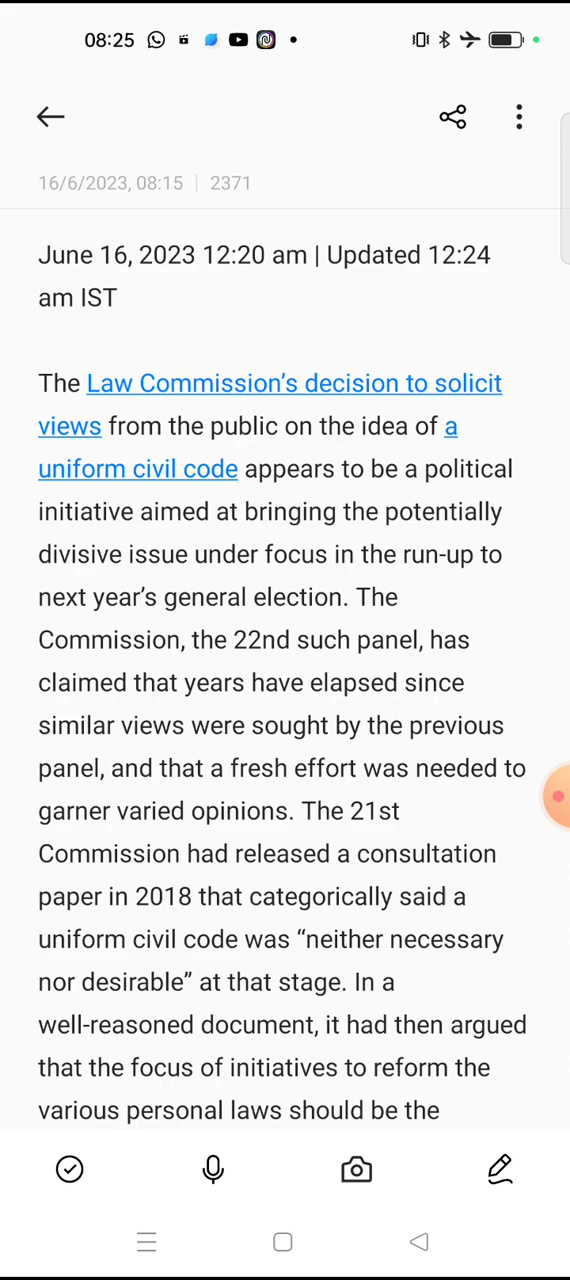 08:25
16/6/2023, 08:15 | 2371
June 16, 2023 12:20 am | Updated 12:24
am IST
The Law Commission’s decision to solicit
views from the public on the idea of a
uniform civil code appears to be a political
initiative aimed at bringing the potentially
divisive issue under focus in the run-up to
next year’s general election. The
Commission, the 22nd such panel, has
claimed that years have elapsed since
similar views were sought by the previous
panel, and that a fresh effort was needed to
garner varied opinions. The 21st
Commission had released a consultation
paper in 2018 that categorically said a
uniform civil code was “neither necessary
nor desirable” at that stage. In a
well-reasoned document, it had then argued
that the focus of initiatives to reform the
various personal laws should be the